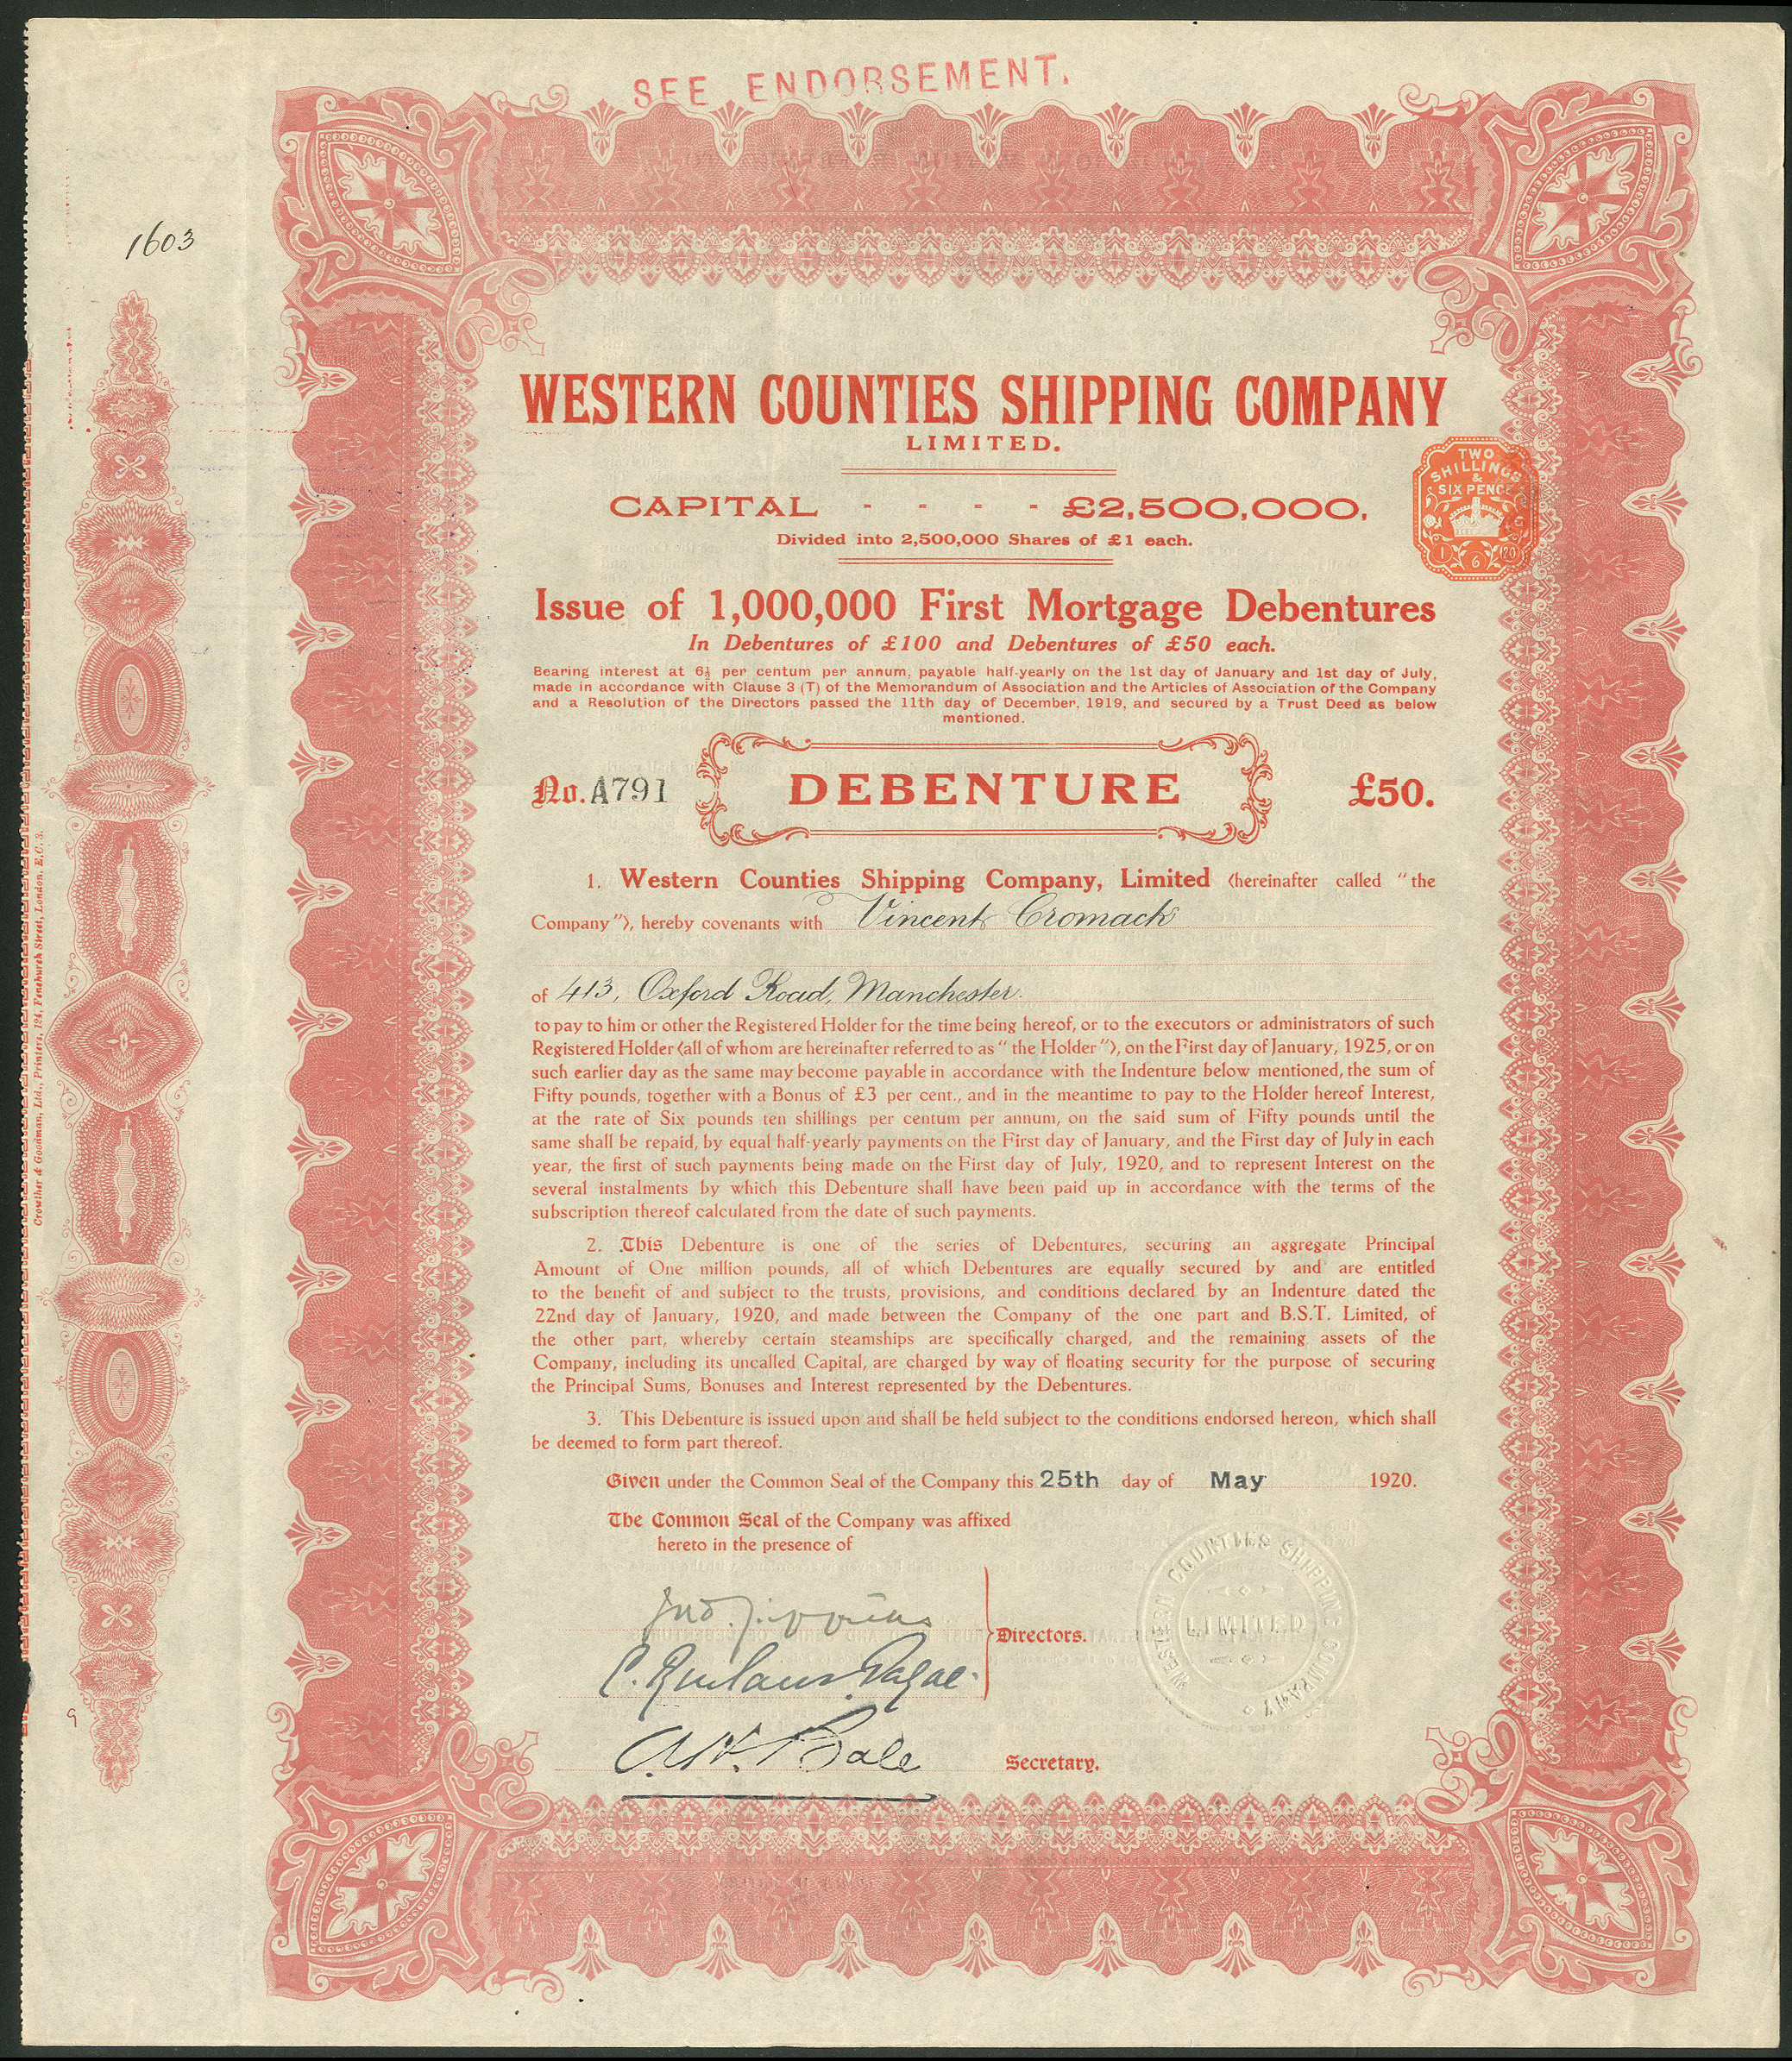 SEE ENDORSEMENT.
1603
WESTERN COUNTIES SHIPPING COMPANY
LIMITED.
CAPITAL - - - - £2,500,000,
Divided into 2,500,000 Shares of £1 each.
TWO
SHILLINGS
&
SIX PENCE
1 6 20
Issue of 1,000,000 First Mortgage Debentures
In Debentures of £100 and Debentures of £50 each.
Bearing interest at 6½ per centum per annum, payable half-yearly on the 1st day of January and 1st day of July,
made in accordance with Clause 3 (T) of the Memorandum of Association and the Articles of Association of the Company
and a Resolution of the Directors passed the 11th day of December, 1919, and secured by a Trust Deed as below
mentioned.
No. A791 DEBENTURE £50.
1. Western Counties Shipping Company, Limited (hereinafter called "the
Company"), hereby covenants with Vincent Cromack
of 413, Oxford Road, Manchester.
to pay to him or other the Registered Holder for the time being hereof, or to the executors or administrators of such
Registered Holder (all of whom are hereinafter referred to as "the Holder"), on the First day of January, 1925, or on
such earlier day as the same may become payable in accordance with the Indenture below mentioned, the sum of
Fifty pounds, together with a Bonus of £3 per cent., and in the meantime to pay to the Holder hereof Interest,
at the rate of Six pounds ten shillings per centum per annum, on the said sum of Fifty pounds until the
same shall be repaid, by equal half-yearly payments on the First day of January, and the First day of July in each
year, the first of such payments being made on the First day of July, 1920, and to represent Interest on the
several instalments by which this Debenture shall have been paid up in accordance with the terms of the
subscription thereof calculated from the date of such payments.
2. This Debenture is one of the series of Debentures, securing an aggregate Principal
Amount of One million pounds, all of which Debentures are equally secured by and are entitled
to the benefit of and subject to the trusts, provisions, and conditions declared by an Indenture dated the
22nd day of January, 1920, and made between the Company of the one part and B.S.T. Limited, of
the other part, whereby certain steamships are specifically charged, and the remaining assets of the
Company, including its uncalled Capital, are charged by way of floating security for the purpose of securing
the Principal Sums, Bonuses and Interest represented by the Debentures.
3. This Debenture is issued upon and shall be held subject to the conditions endorsed hereon, which shall
be deemed to form part thereof.
Given under the Common Seal of the Company this 25th day of May 1920.
The Common Seal of the Company was affixed
hereto in the presence of
Directors.
Secretary.
WESTERN COUNTIES SHIPPING COMPANY
LIMITED
Crowther & Goodman, Ltd., Printers, 124, Fenchurch Street, London, E.C. 3.
9